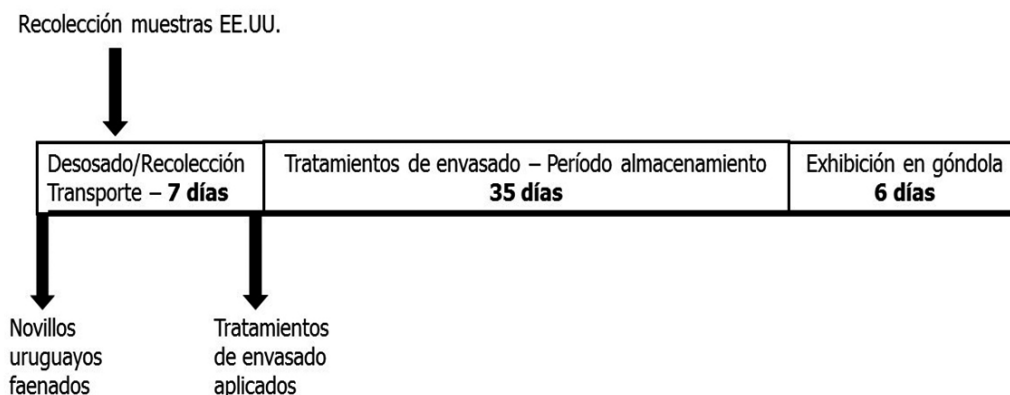 Recolección muestras EE.UU.
Desosado/Recolección
Transporte – 7 días
Tratamientos de envasado – Período almacenamiento
35 días
Exhibición en góndola
6 días
Novillos
uruguayos
faenados
Tratamientos
de envasado
aplicados